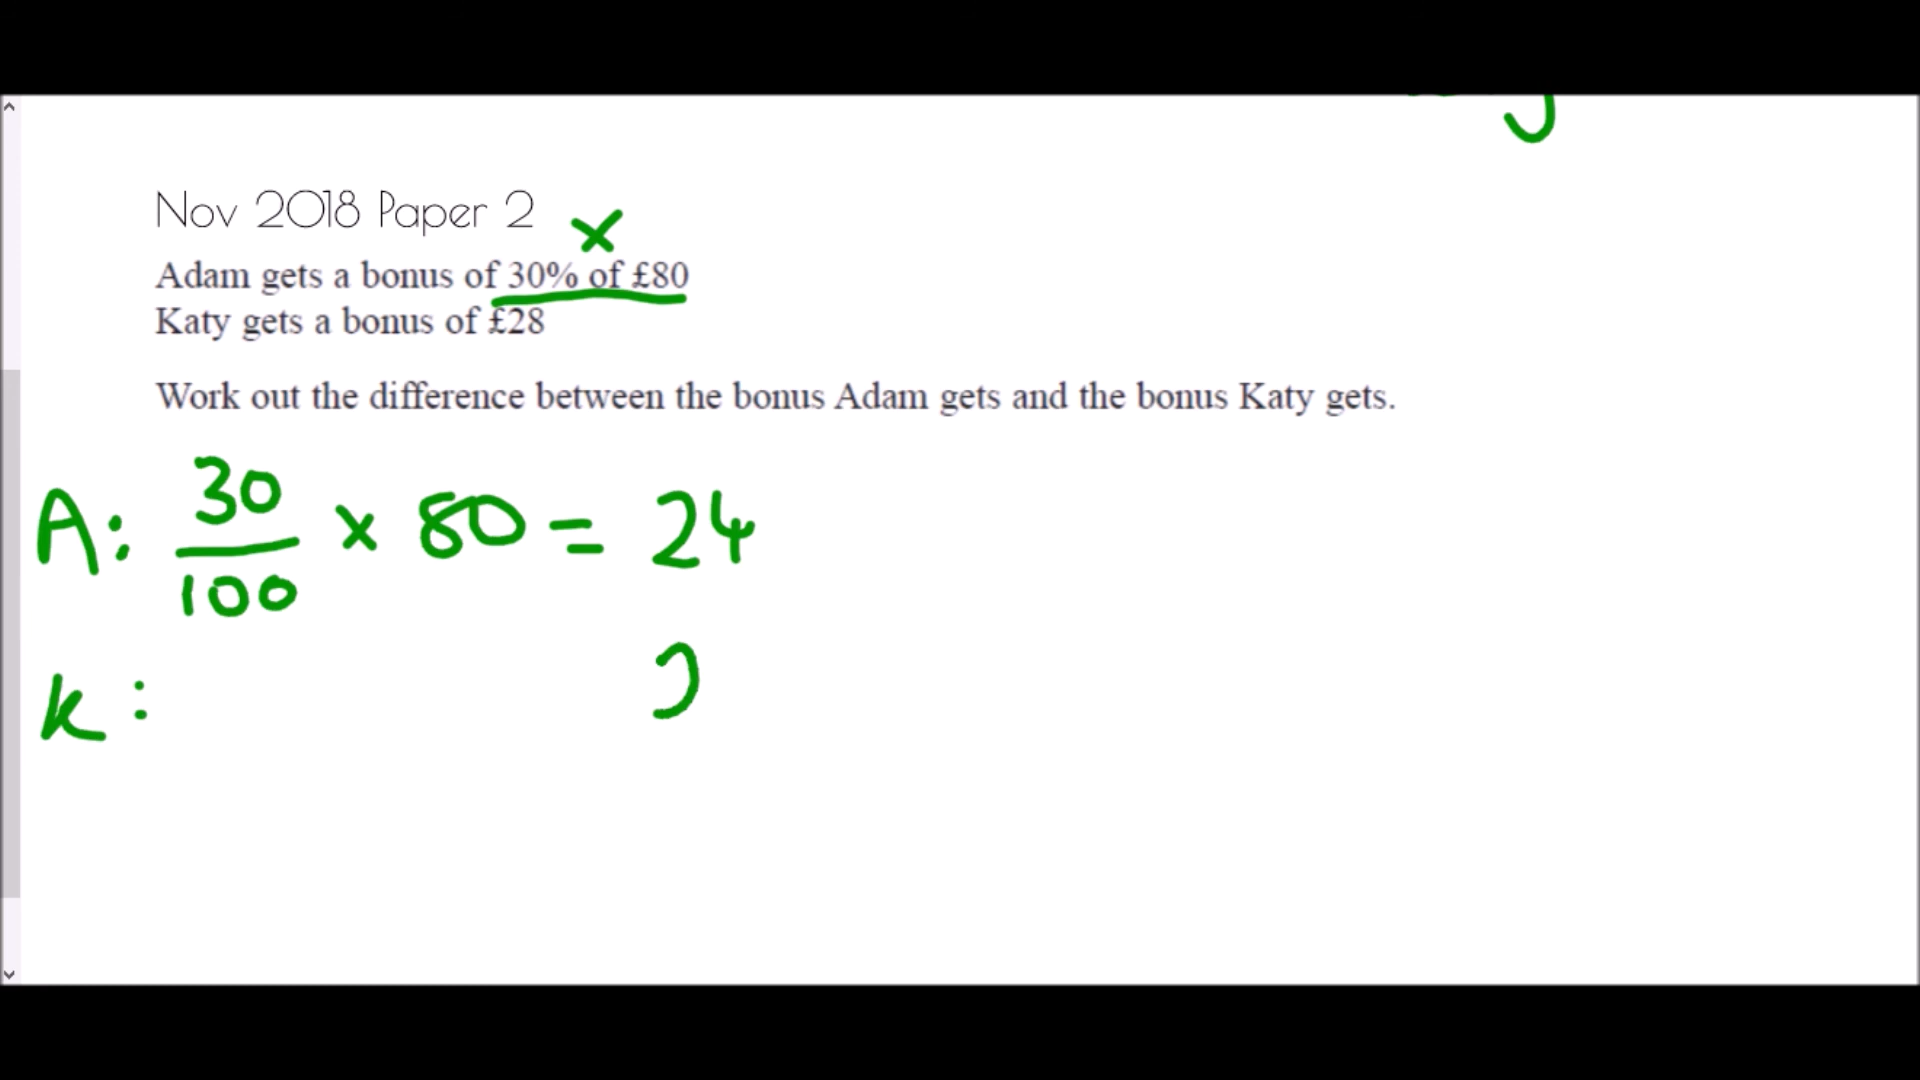 Nov 2018 Paper 2
×
Adam gets a bonus of 30% of £80
Katy gets a bonus of £28
Work out the difference between the bonus Adam gets and the bonus Katy gets.
A: 30/100 × 80 = 24
K: